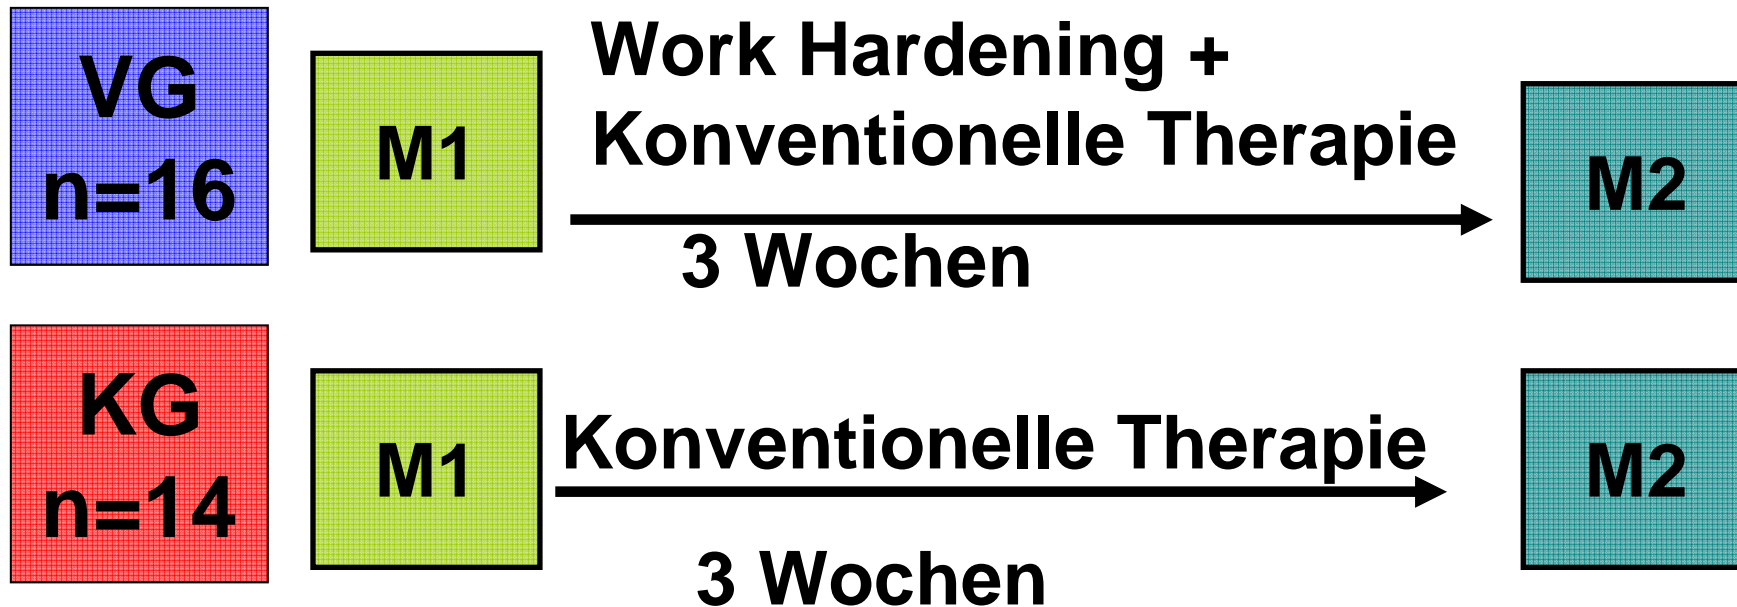 VG
n=16
M1
Work Hardening +
Konventionelle Therapie
3 Wochen
M2
KG
n=14
M1
Konventionelle Therapie
3 Wochen
M2